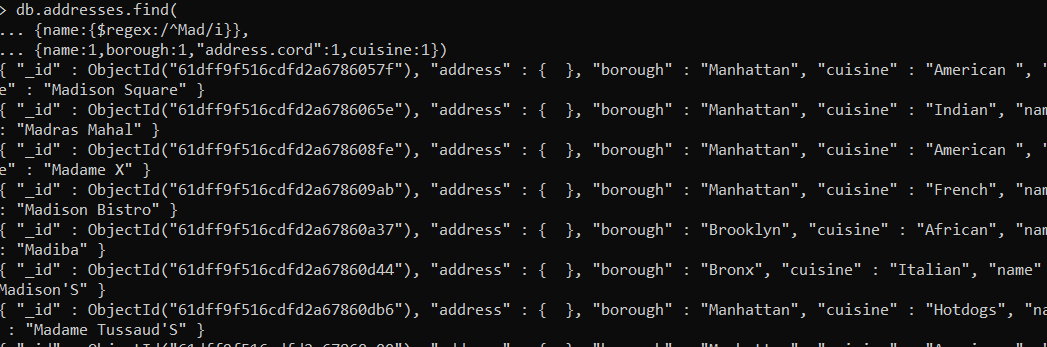 > db.addresses.find(
... {name:{$regex:/^Mad/i}},
... {name:1,borough:1,"address.cord":1,cuisine:1})
{ "_id" : ObjectId("61dff9f516cdfd2a6786057f"), "address" : {  }, "borough" : "Manhattan", "cuisine" : "American ", "
e" : "Madison Square" }
{ "_id" : ObjectId("61dff9f516cdfd2a6786065e"), "address" : {  }, "borough" : "Manhattan", "cuisine" : "Indian", "nam
: "Madras Mahal" }
{ "_id" : ObjectId("61dff9f516cdfd2a678608fe"), "address" : {  }, "borough" : "Manhattan", "cuisine" : "American ", "
e" : "Madame X" }
{ "_id" : ObjectId("61dff9f516cdfd2a678609ab"), "address" : {  }, "borough" : "Manhattan", "cuisine" : "French", "nam
: "Madison Bistro" }
{ "_id" : ObjectId("61dff9f516cdfd2a67860a37"), "address" : {  }, "borough" : "Brooklyn", "cuisine" : "African", "nam
: "Madiba" }
{ "_id" : ObjectId("61dff9f516cdfd2a67860d44"), "address" : {  }, "borough" : "Bronx", "cuisine" : "Italian", "name"
Madison'S" }
{ "_id" : ObjectId("61dff9f516cdfd2a67860db6"), "address" : {  }, "borough" : "Manhattan", "cuisine" : "Hotdogs", "na
: "Madame Tussaud'S" }